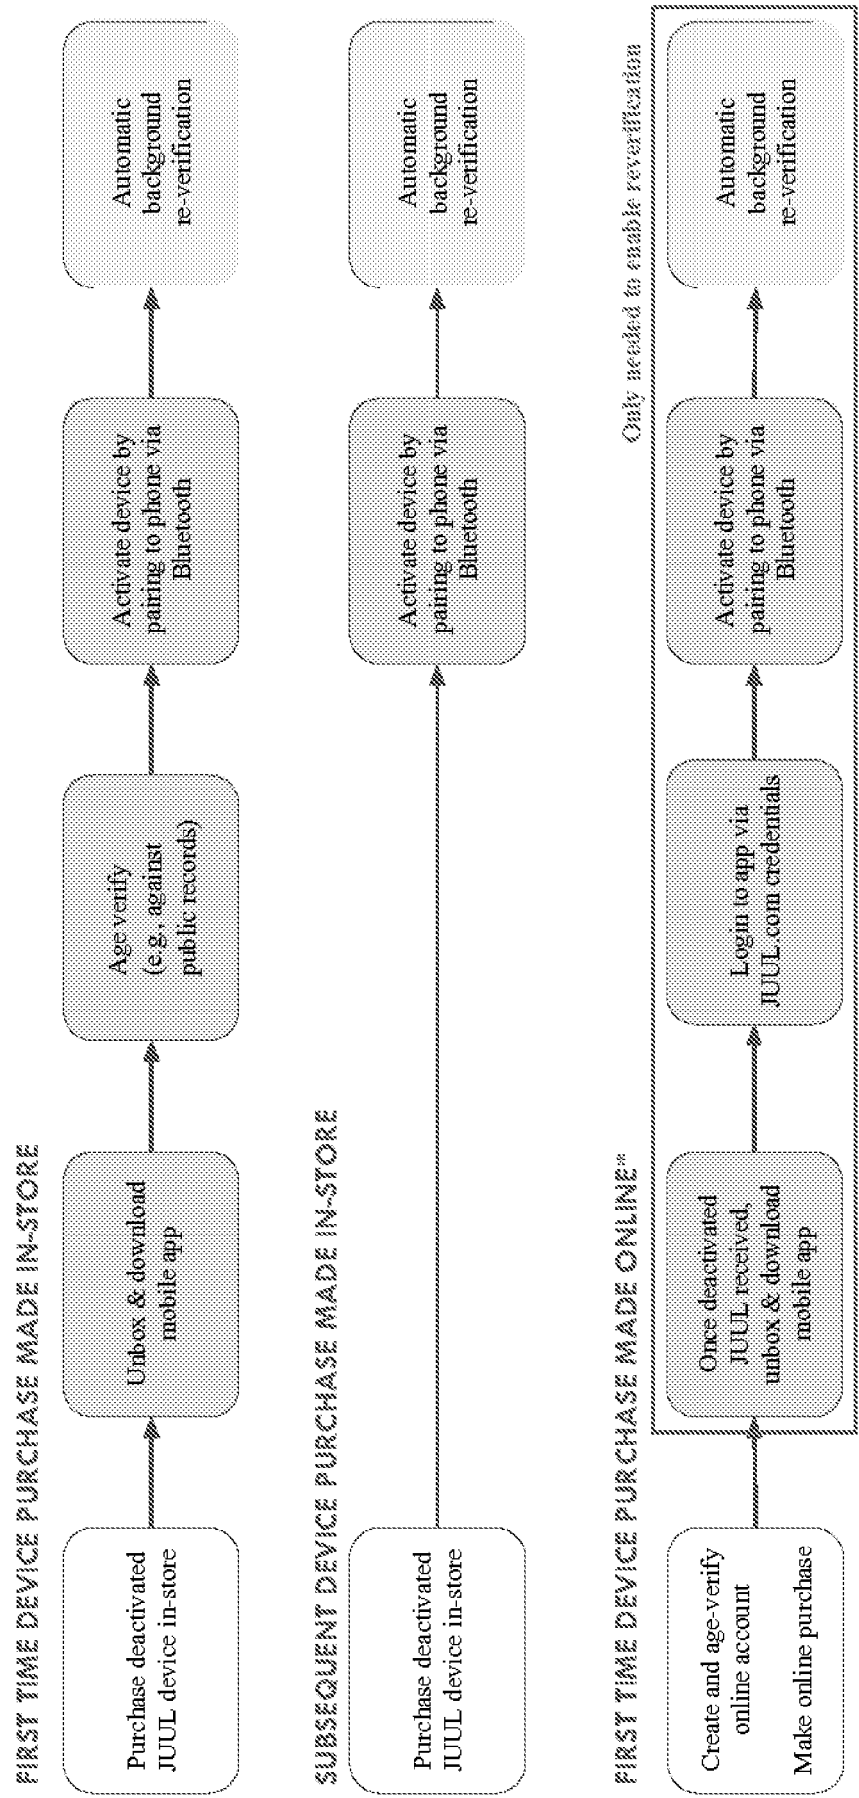 FIRST TIME DEVICE PURCHASE MADE IN-STORE
Purchase deactivated
JUUL device in-store
Unbox & download
mobile app
Age verify
(e.g., against
public records)
Activate device by
pairing to phone via
Bluetooth
Automatic
background
re-verification
SUBSEQUENT DEVICE PURCHASE MADE IN-STORE
Purchase deactivated
JUUL device in-store
Activate device by
pairing to phone via
Bluetooth
Automatic
background
re-verification
FIRST TIME DEVICE PURCHASE MADE ONLINE*
Only needed to enable reverification
Create and age-verify
online account
Make online purchase
Once deactivated
JUUL received,
unbox & download
mobile app
Login to app via
JUUL.com credentials
Activate device by
pairing to phone via
Bluetooth
Automatic
background
re-verification